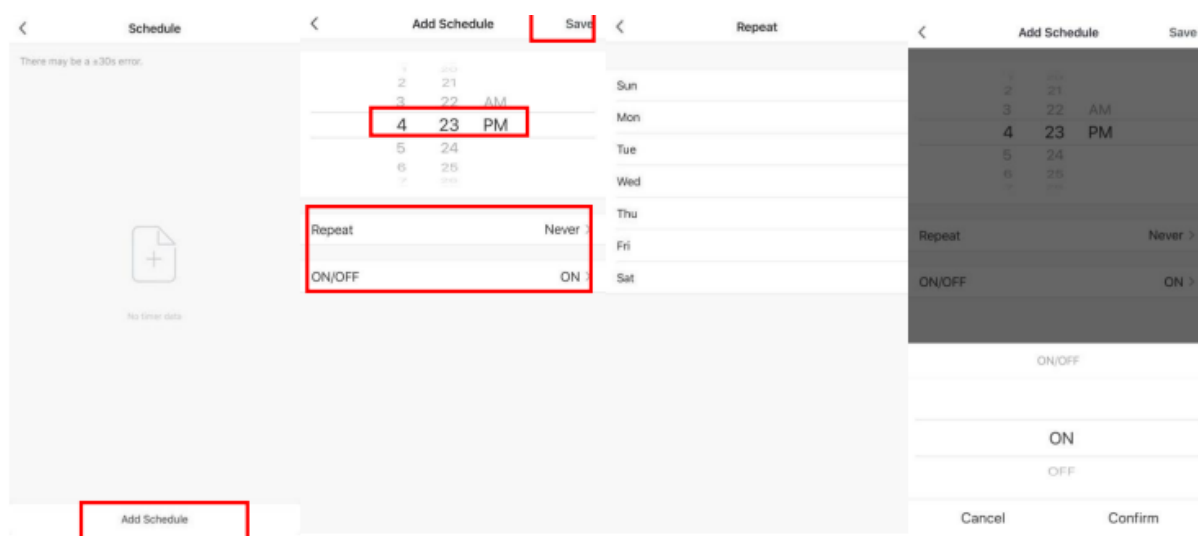 Schedule
There may be a ±30s error.
No timer data
Add Schedule
Add Schedule Save
2 21
3 22 AM
4 23 PM
5 24
6 25
Repeat Never
ON/OFF ON
Repeat
Sun
Mon
Tue
Wed
Thu
Fri
Sat
Add Schedule Save
2 21
3 22 AM
4 23 PM
5 24
6 25
Repeat Never
ON/OFF ON
ON/OFF
ON
OFF
Cancel Confirm